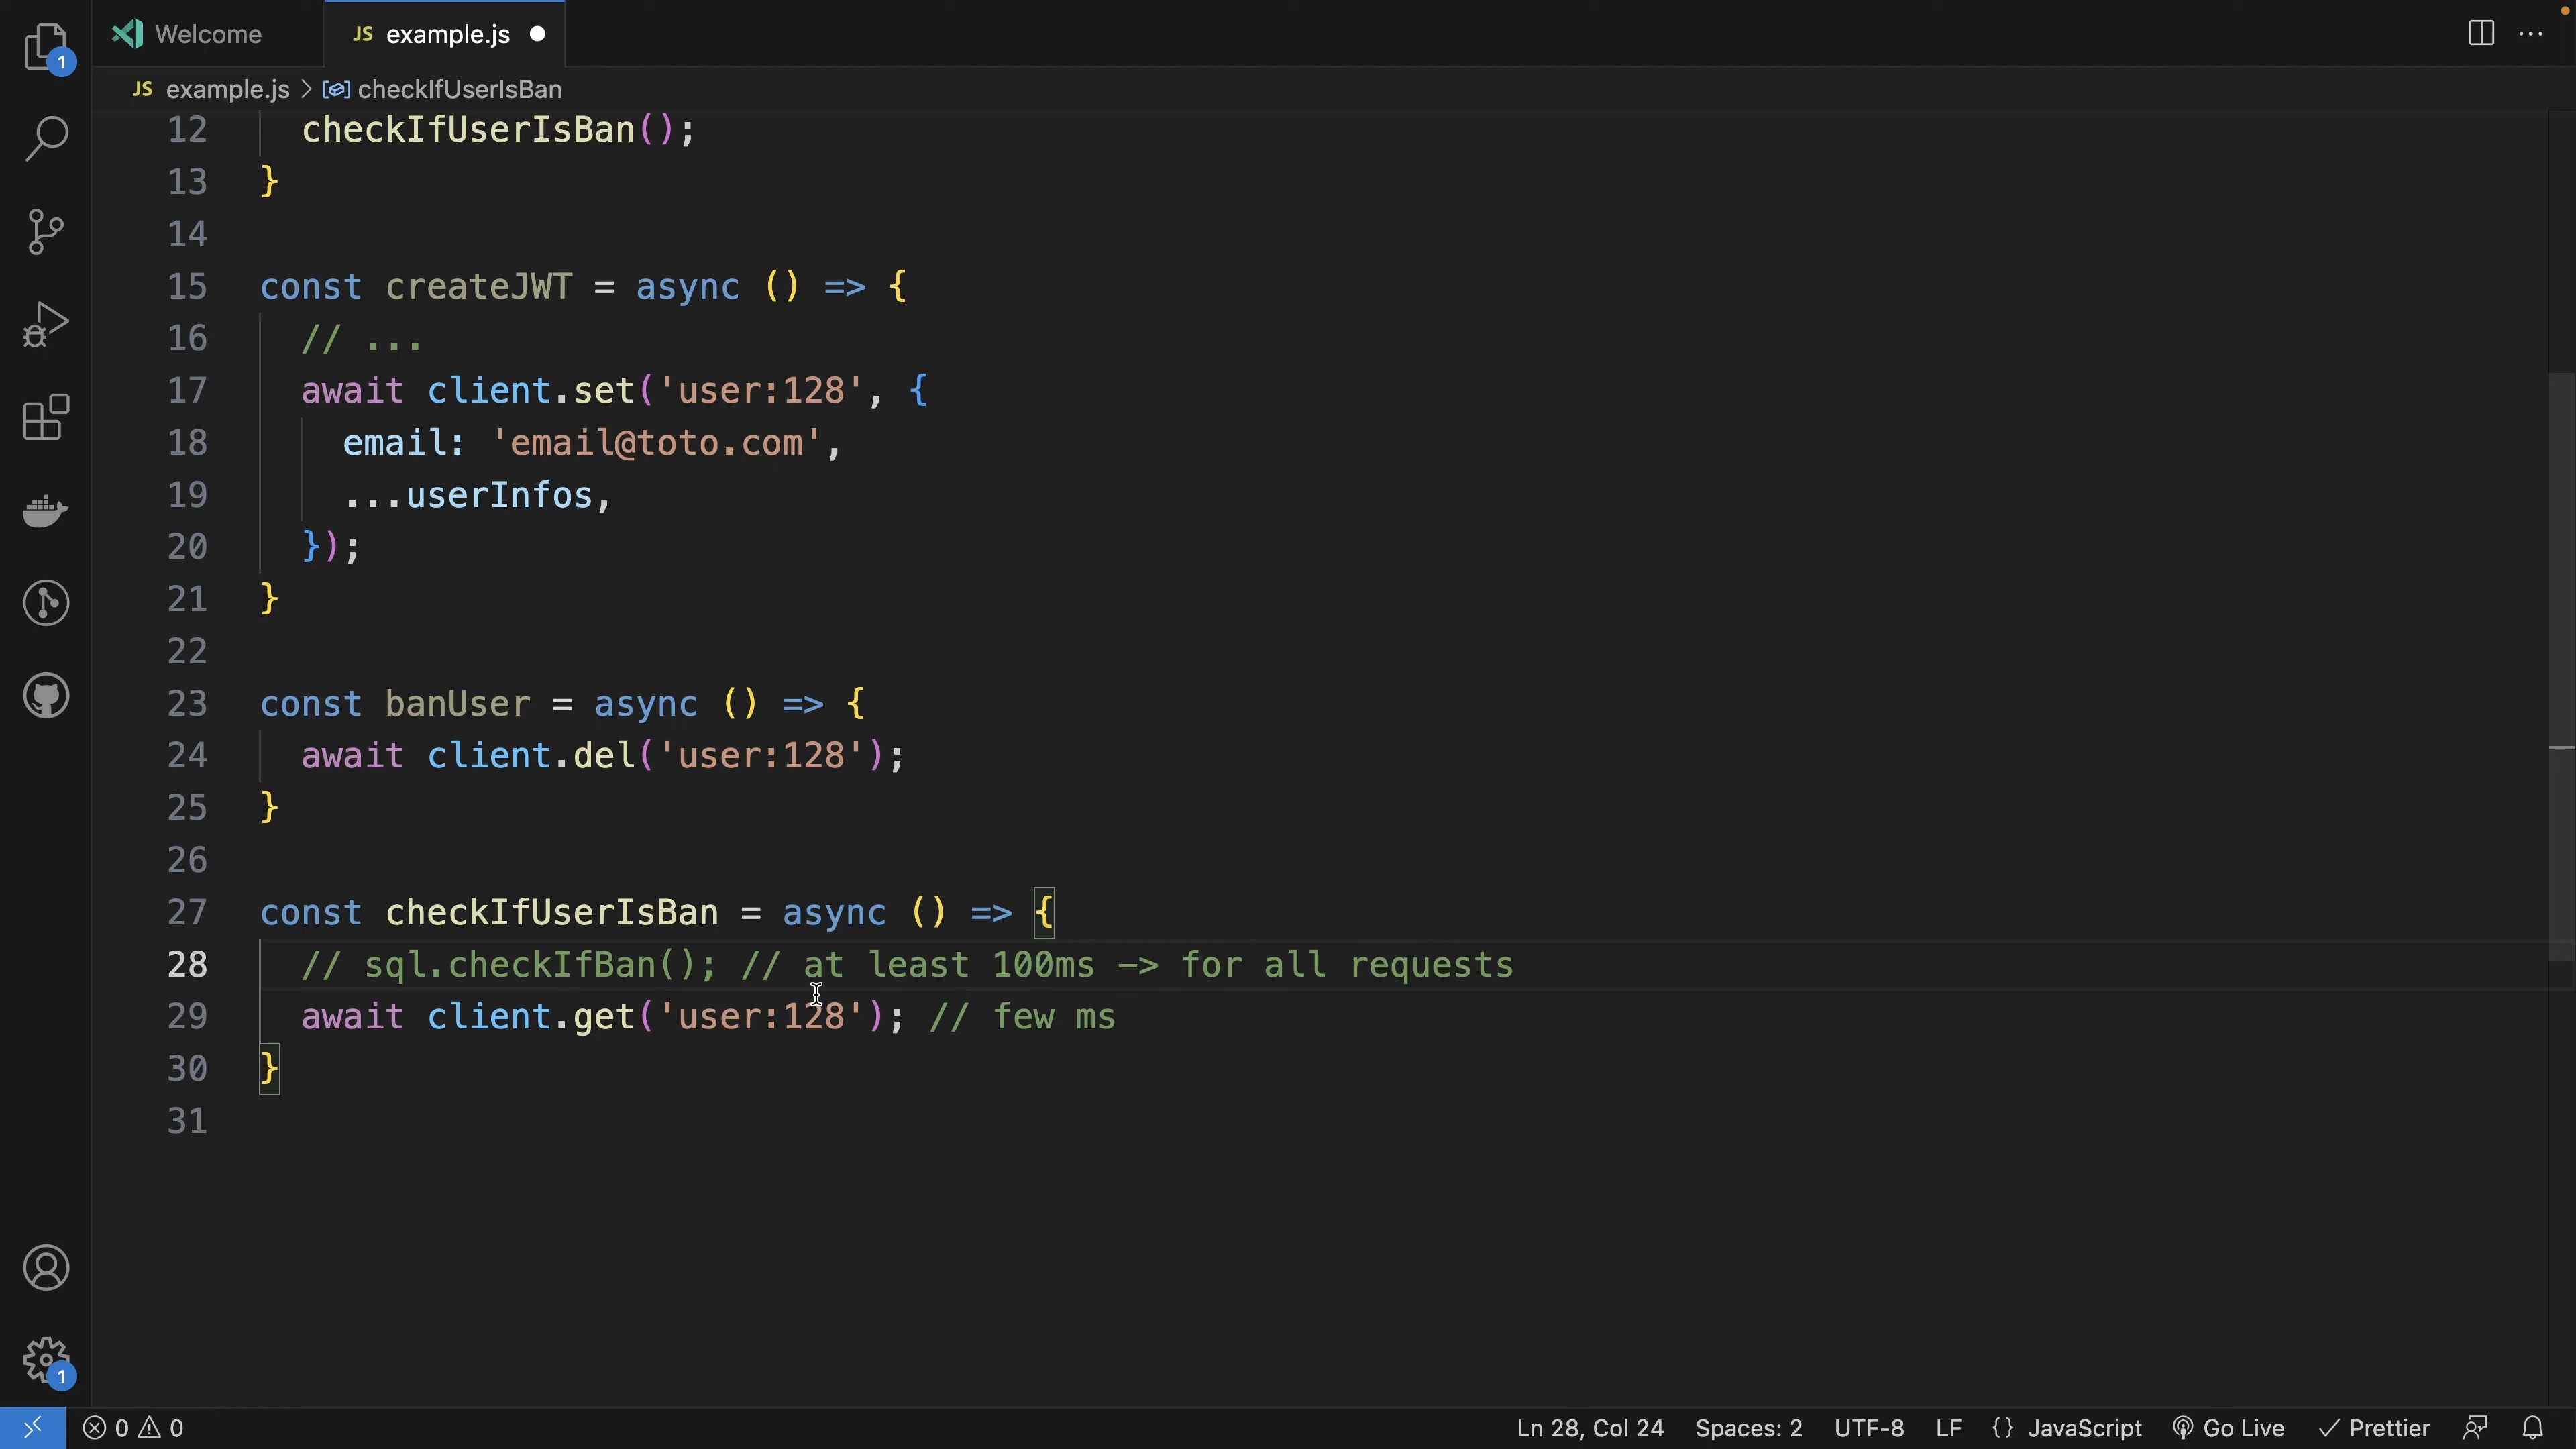 1
Welcome
JS example.js
JS example.js > checkIfUserIsBan
12 checkIfUserIsBan();
13 }
14
15 const createJWT = async () => {
16 // ...
17 await client.set('user:128', {
18 email: 'email@toto.com',
19 ...userInfos,
20 });
21 }
22
23 const banUser = async () => {
24 await client.del('user:128');
25 }
26
27 const checkIfUserIsBan = async () => {
28 // sql.checkIfBan(); // at least 100ms -> for all requests
29 await client.get('user:128'); // few ms
30 }
31
1
0 0 Ln 28, Col 24 Spaces: 2 UTF-8 LF {} JavaScript Go Live Prettier